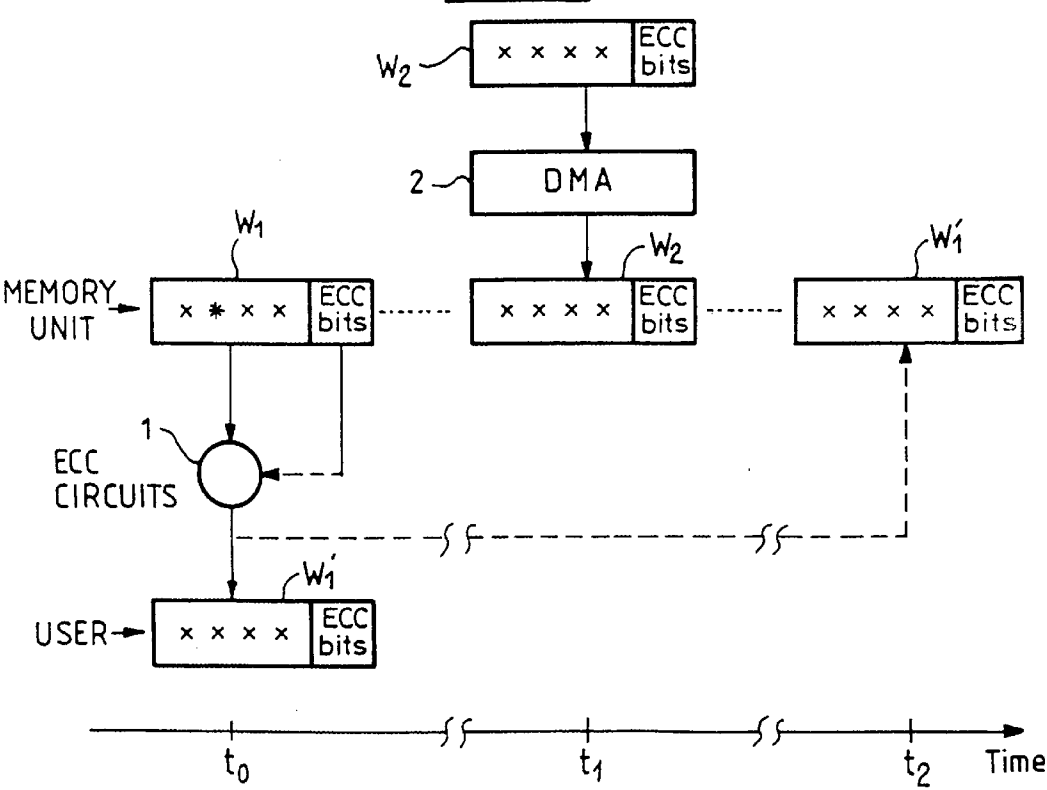 W2
x x x x
ECC
bits
2
DMA
W1
W2
W1′
MEMORY
UNIT
x * x x
ECC
bits
x x x x
ECC
bits
x x x x
ECC
bits
1
ECC
CIRCUITS
W1′
USER
x x x x
ECC
bits
t0
t1
t2
Time